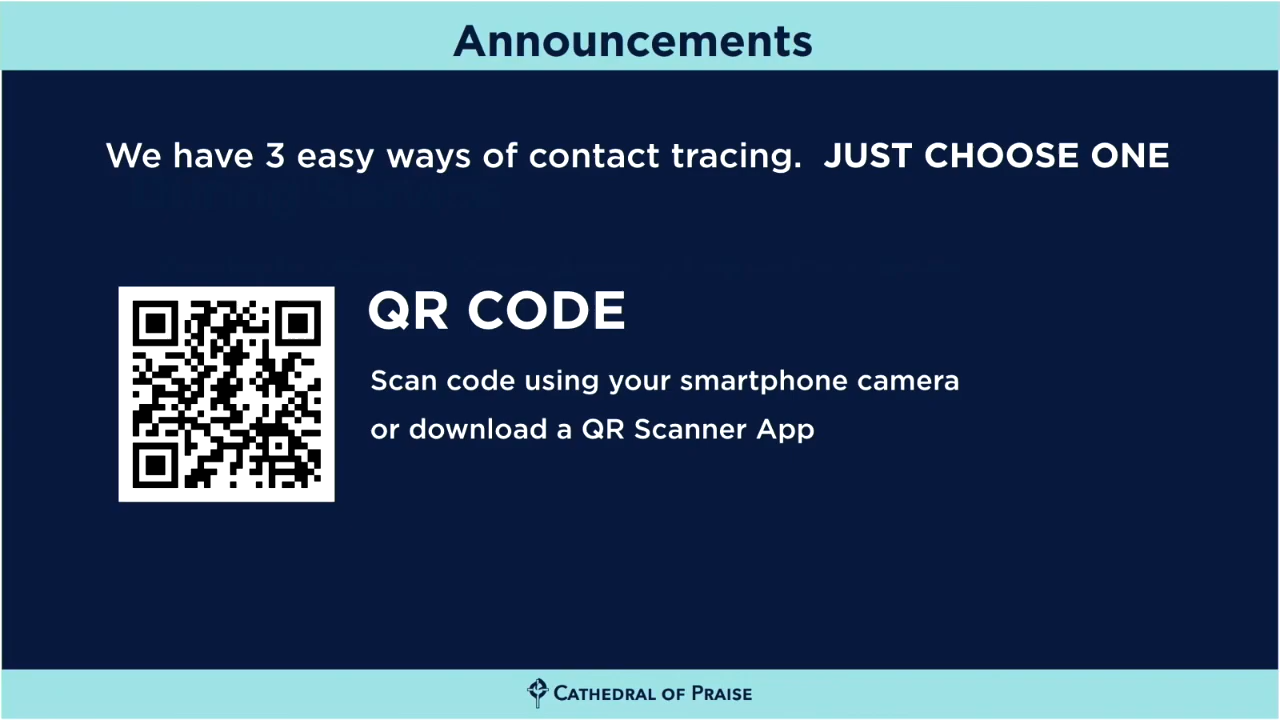 Announcements
We have 3 easy ways of contact tracing. JUST CHOOSE ONE
QR CODE
Scan code using your smartphone camera
or download a QR Scanner App
CATHEDRAL OF PRAISE